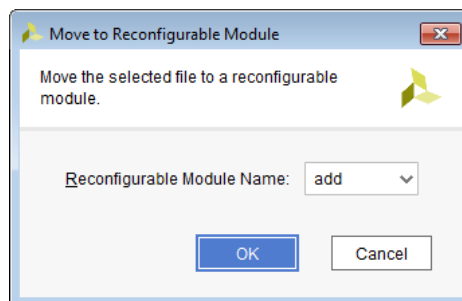 Move to Reconfigurable Module
Move the selected file to a reconfigurable
module.
Reconfigurable Module Name: add
OK Cancel